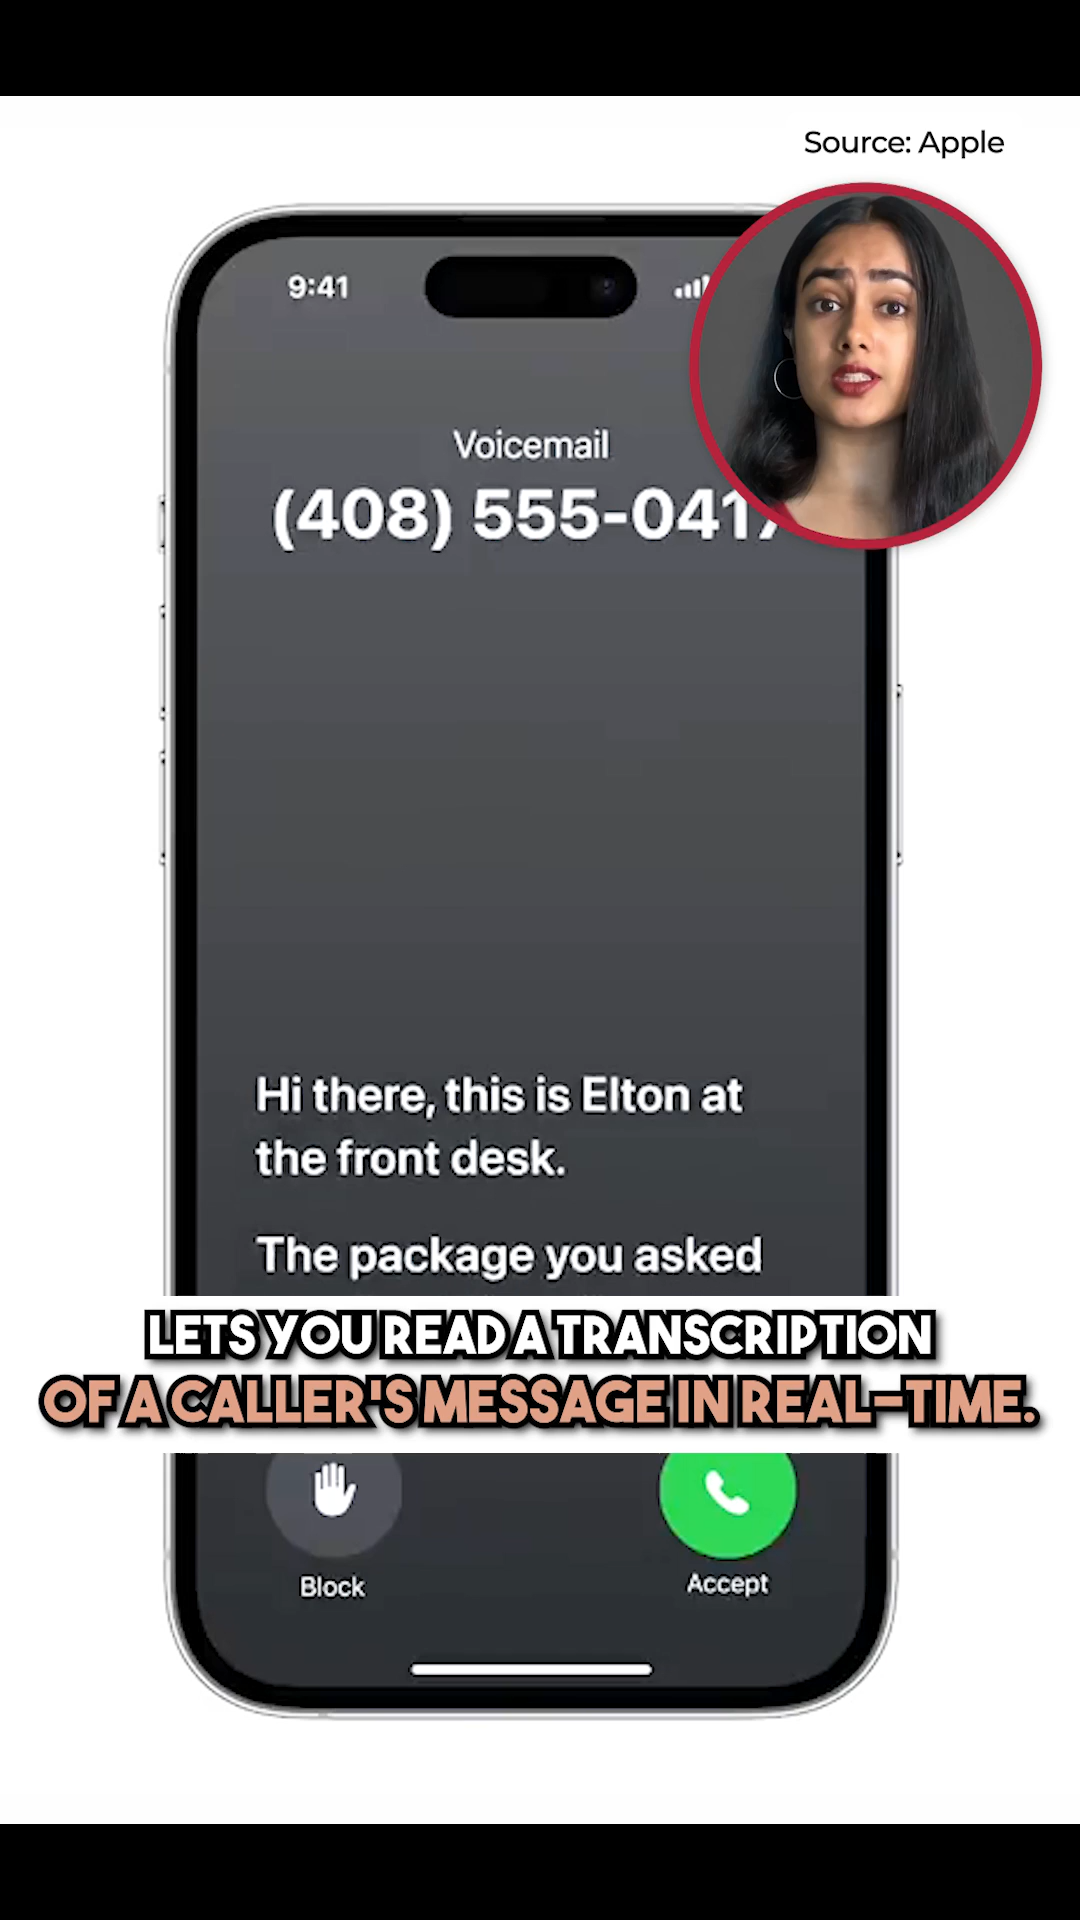 Source: Apple
9:41
Voicemail
(408) 555-0417
Hi there, this is Elton at
the front desk.
The package you asked
LETS YOU READ A TRANSCRIPTION
OF A CALLER'S MESSAGE IN REAL-TIME.
Block
Accept